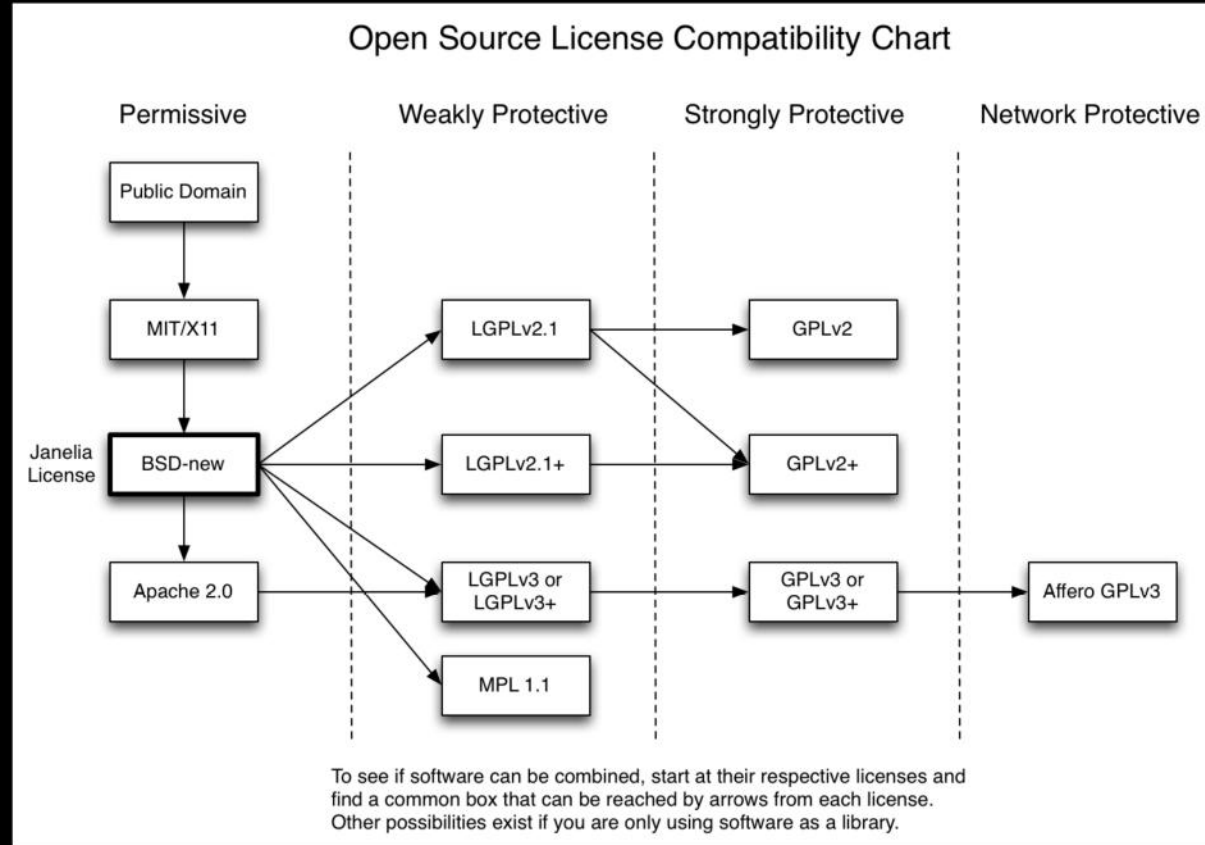 Open Source License Compatibility Chart
Permissive
Weakly Protective
Strongly Protective
Network Protective
Public Domain
MIT/X11
LGPLv2.1
GPLv2
Janelia
License
BSD-new
LGPLv2.1+
GPLv2+
Apache 2.0
LGPLv3 or
LGPLv3+
GPLv3 or
GPLv3+
Affero GPLv3
MPL 1.1
To see if software can be combined, start at their respective licenses and
find a common box that can be reached by arrows from each license.
Other possibilities exist if you are only using software as a library.